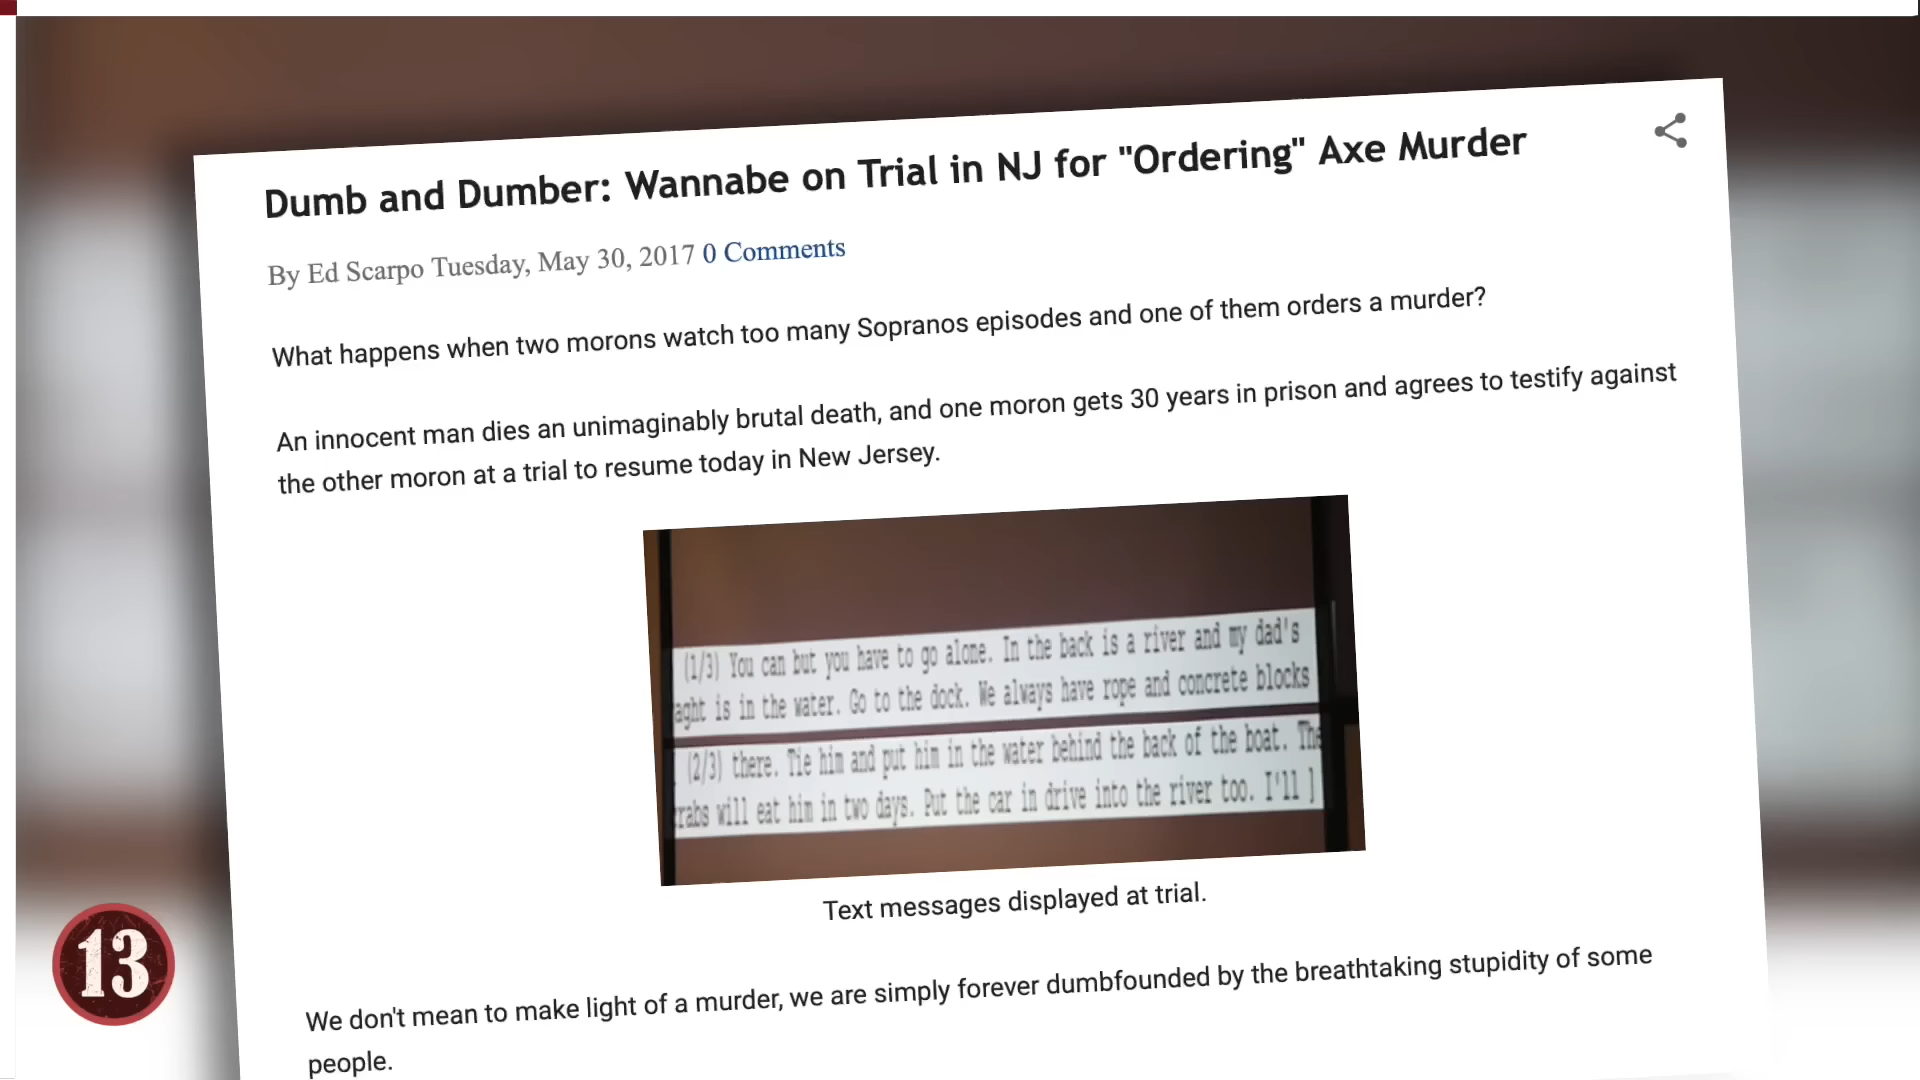 Dumb and Dumber: Wannabe on Trial in NJ for "Ordering" Axe Murder
By Ed Scarpo Tuesday, May 30, 2017 0 Comments
What happens when two morons watch too many Sopranos episodes and one of them orders a murder?
An innocent man dies an unimaginably brutal death, and one moron gets 30 years in prison and agrees to testify against
the other moron at a trial to resume today in New Jersey.
(1/3) You can but you have to go alone. In the back is a river and my dad's
aght is in the water. Go to the dock. We always have rope and concrete blocks
(2/3) there. Tie him and put him in the water behind the back of the boat. The
rabs will eat him in two days. Put the car in drive into the river too. I'll
Text messages displayed at trial.
We don't mean to make light of a murder, we are simply forever dumbfounded by the breathtaking stupidity of some
people.
13